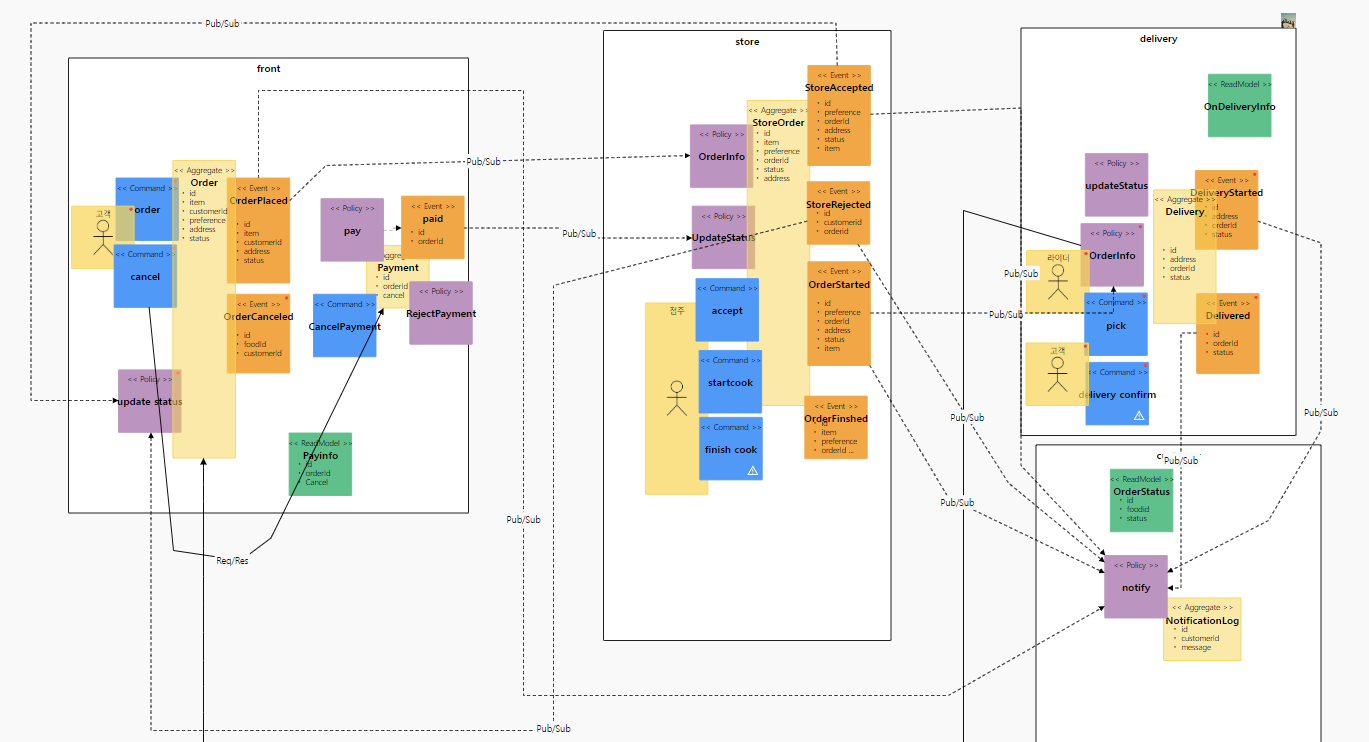 Pub/Sub
front
<< Aggregate >>
Order
id
item
customerId
preference
address
status
<< Command >>
order
고객
cancel
<< Event >>
OrderPlaced
id
item
customerId
address
status
<< Event >>
OrderCanceled
id
foodId
customerId
<< Policy >>
update status
<< Policy >>
pay
<< Event >>
paid
id
orderId
Payment
id
orderId
cancel
<< Command >>
CancelPayment
<< Policy >>
RejectPayment
<< ReadModel >>
PayInfo
id
orderId
Cancel
Req/Res
Pub/Sub
Pub/Sub
Pub/Sub
Pub/Sub
store
<< Event >>
StoreAccepted
id
preference
orderId
address
status
item
<< Aggregate >>
StoreOrder
id
item
preference
orderId
status
address
<< Policy >>
OrderInfo
<< Policy >>
UpdateStatus
<< Event >>
StoreRejected
id
customerId
orderId
<< Event >>
OrderStarted
id
preference
orderId
address
status
item
<< Command >>
accept
점주
<< Command >>
startcook
<< Command >>
finish cook
<< Event >>
OrderFinshed
id
item
preference
orderId ...
Pub/Sub
Pub/Sub
Pub/Sub
Pub/Sub
delivery
<< ReadModel >>
OnDeliveryInfo
<< Policy >>
updateStatus
<< Event >>
DeliveryStarted
id
address
orderId
status
<< Aggregate >>
Delivery
id
address
orderId
status
<< Policy >>
OrderInfo
라이더
<< Command >>
pick
<< Event >>
Delivered
id
orderId
status
고객
<< Command >>
delivery confirm
Pub/Sub
Pub/Sub
<< ReadModel >>
OrderStatus
id
foodid
status
<< Policy >>
notify
<< Aggregate >>
NotificationLog
id
customerId
message